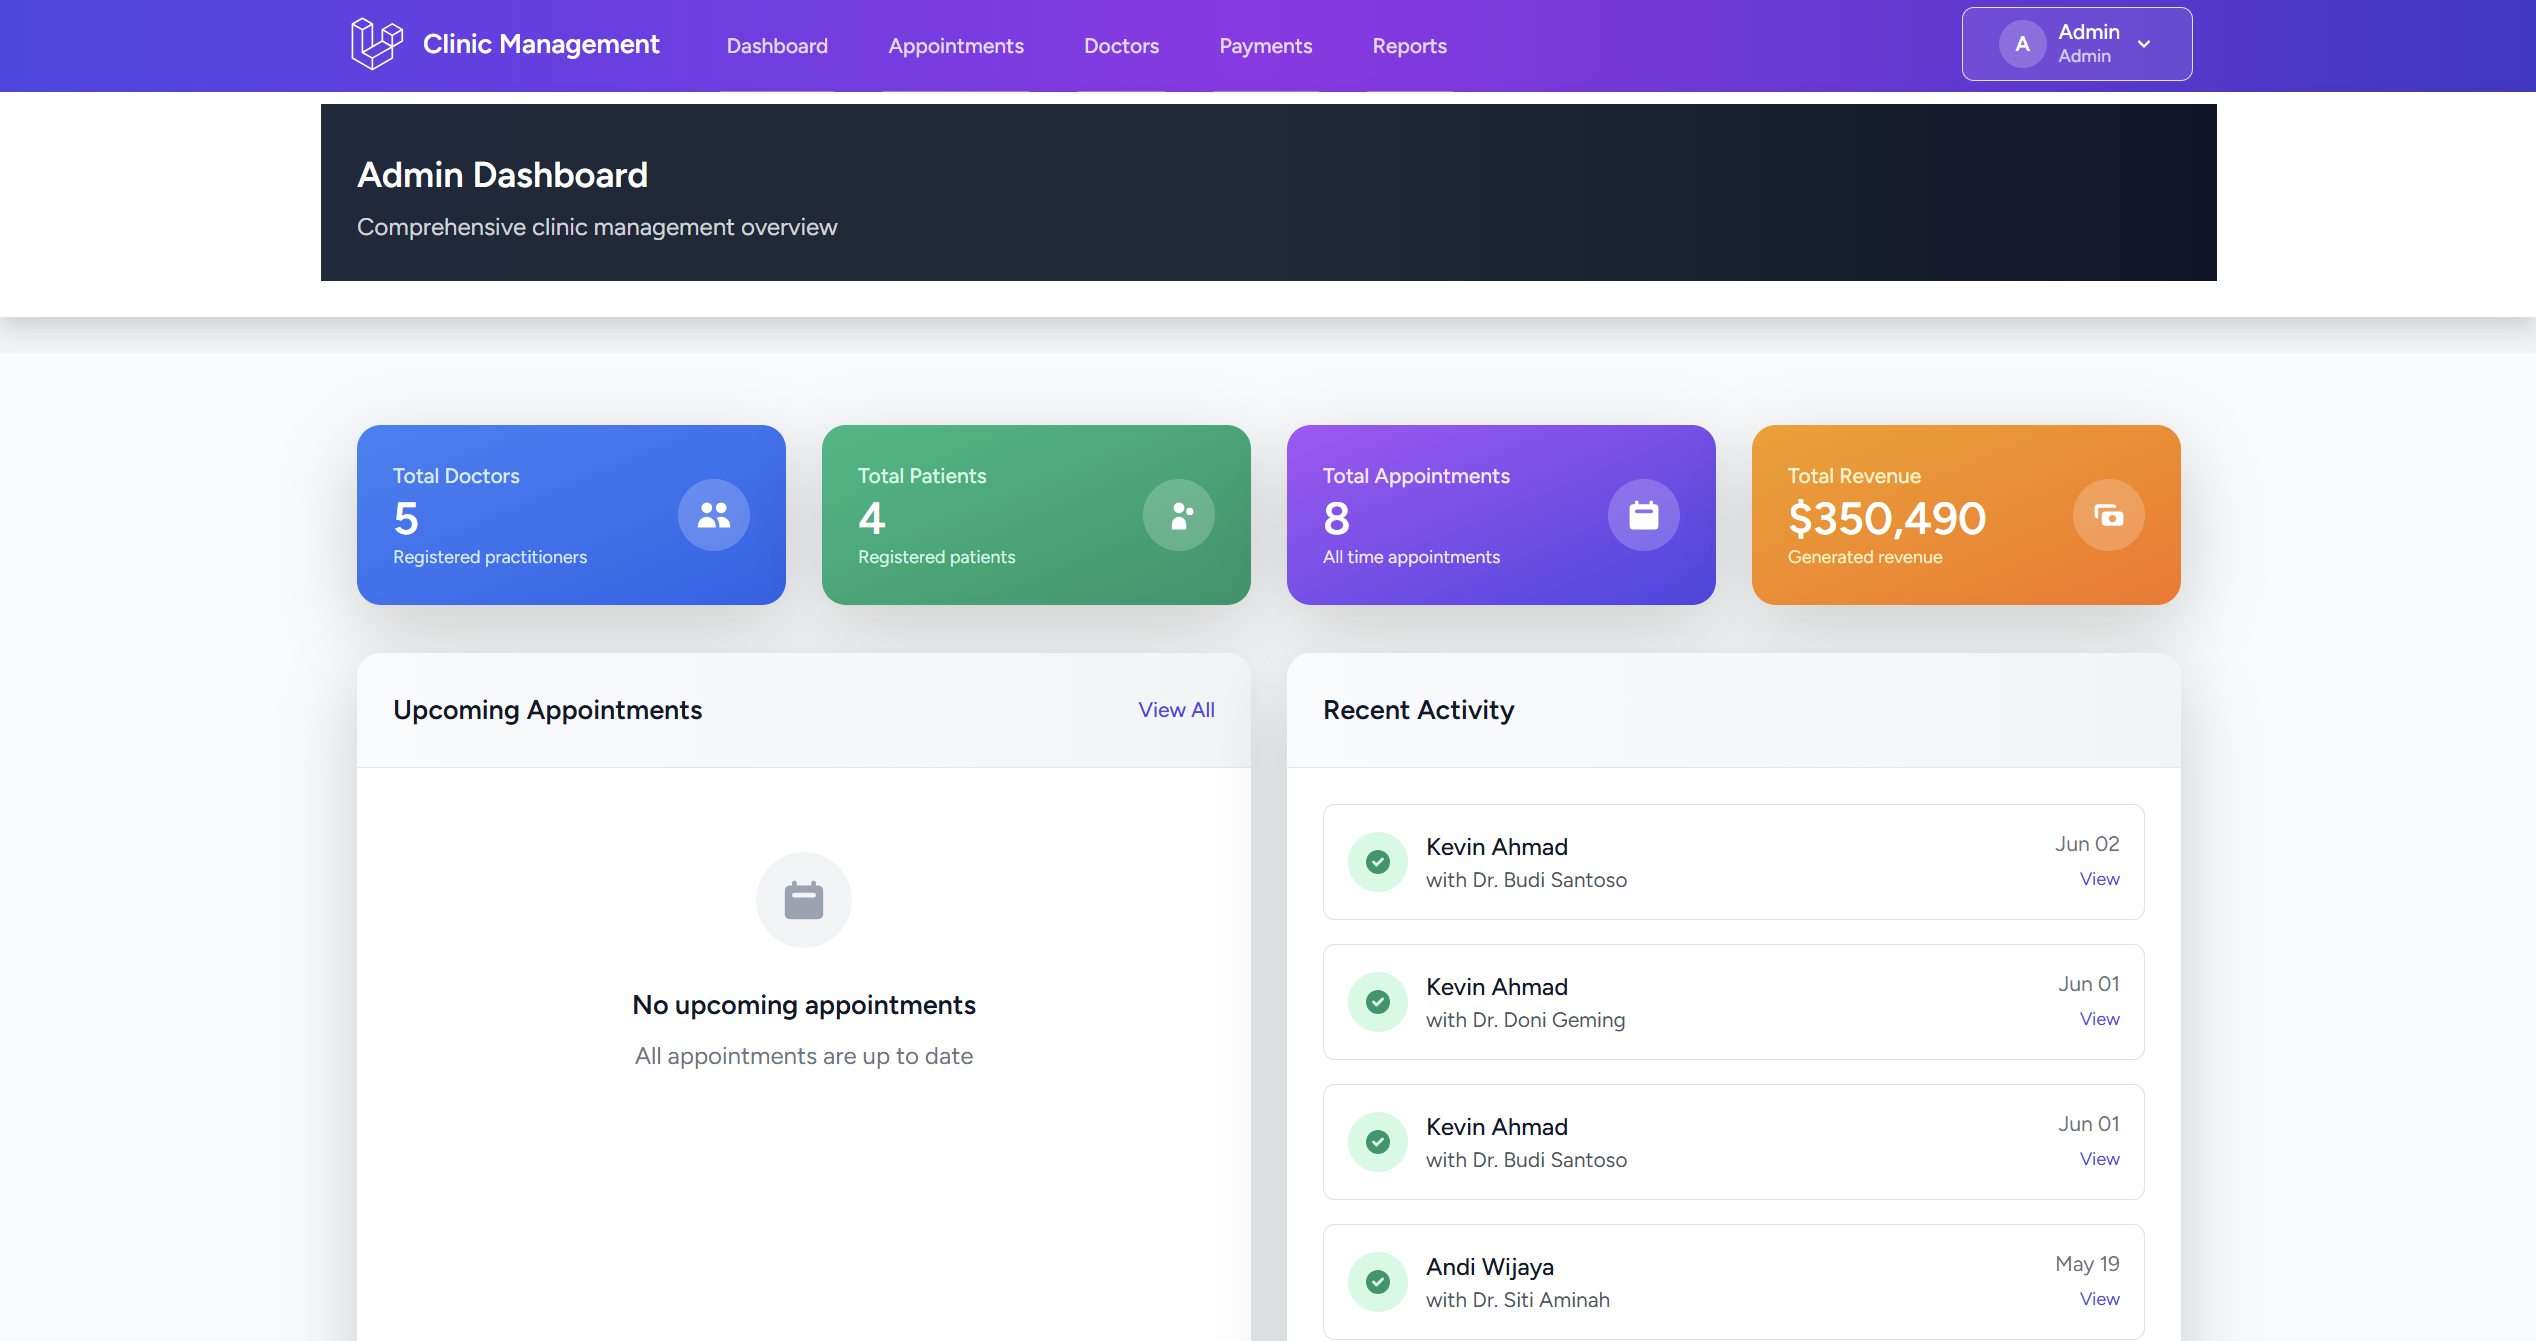 Clinic Management
Dashboard
Appointments
Doctors
Payments
Reports
A
Admin
Admin
Admin Dashboard
Comprehensive clinic management overview
Total Doctors
5
Registered practitioners
Total Patients
4
Registered patients
Total Appointments
8
All time appointments
Total Revenue
$350,490
Generated revenue
Upcoming Appointments
View All
No upcoming appointments
All appointments are up to date
Recent Activity
Kevin Ahmad
with Dr. Budi Santoso
Jun 02
View
Kevin Ahmad
with Dr. Doni Geming
Jun 01
View
Kevin Ahmad
with Dr. Budi Santoso
Jun 01
View
Andi Wijaya
with Dr. Siti Aminah
May 19
View